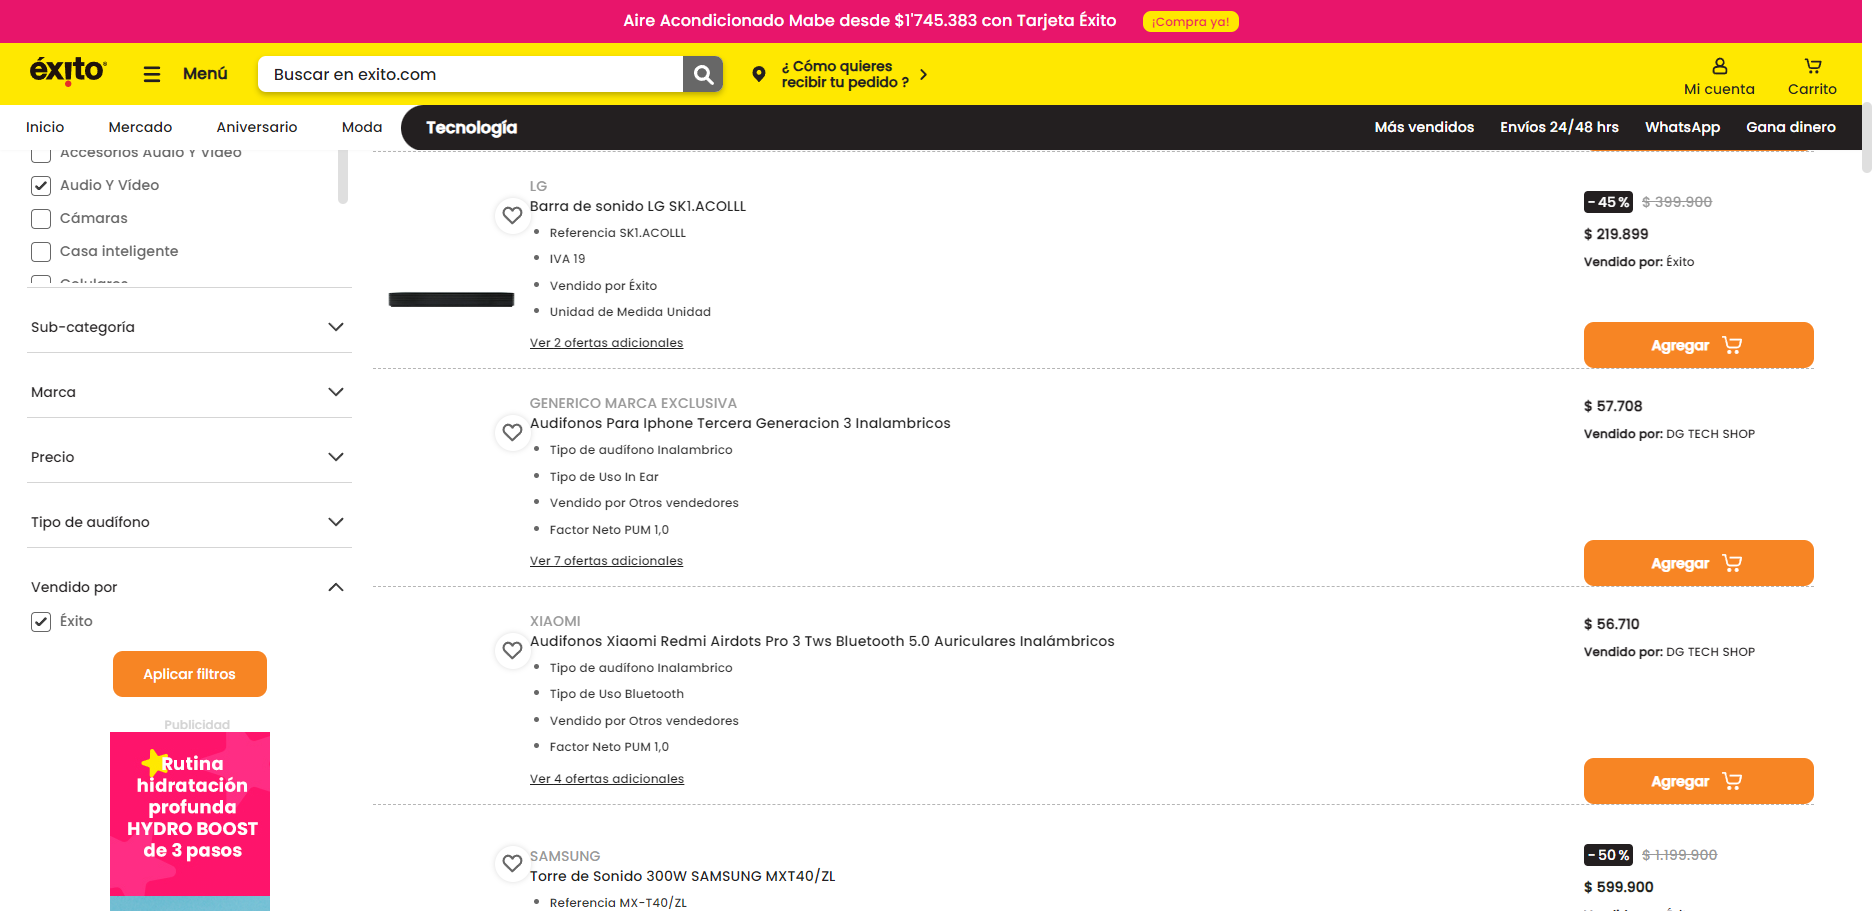 Aire Acondicionado Mabe desde $1'745.383 con Tarjeta Éxito ¡Compra ya!
éxito
Menú
Buscar en exito.com
¿ Cómo quieres
recibir tu pedido ?
Mi cuenta
Carrito
Inicio Mercado Aniversario Moda Tecnología Más vendidos Envíos 24/48 hrs WhatsApp Gana dinero
Accesorios Audio Y Vídeo
Audio Y Vídeo
Cámaras
Casa inteligente
Celulares
Sub-categoría
Marca
Precio
Tipo de audífono
Vendido por
Éxito
Aplicar filtros
Publicidad
Rutina
hidratación
profunda
HYDRO BOOST
de 3 pasos
LG
Barra de sonido LG SK1.ACOLLL
Referencia SK1.ACOLLL
IVA 19
Vendido por Éxito
Unidad de Medida Unidad
Ver 2 ofertas adicionales
-45% $ 399.900
$ 219.899
Vendido por: Éxito
Agregar
GENERICO MARCA EXCLUSIVA
Audifonos Para Iphone Tercera Generacion 3 Inalambricos
Tipo de audífono Inalambrico
Tipo de Uso In Ear
Vendido por Otros vendedores
Factor Neto PUM 1,0
Ver 7 ofertas adicionales
$ 57.708
Vendido por: DG TECH SHOP
Agregar
XIAOMI
Audifonos Xiaomi Redmi Airdots Pro 3 Tws Bluetooth 5.0 Auriculares Inalámbricos
Tipo de audífono Inalambrico
Tipo de Uso Bluetooth
Vendido por Otros vendedores
Factor Neto PUM 1,0
Ver 4 ofertas adicionales
$ 56.710
Vendido por: DG TECH SHOP
Agregar
SAMSUNG
Torre de Sonido 300W SAMSUNG MXT40/ZL
Referencia MX-T40/ZL
-50% $ 1.199.900
$ 599.900